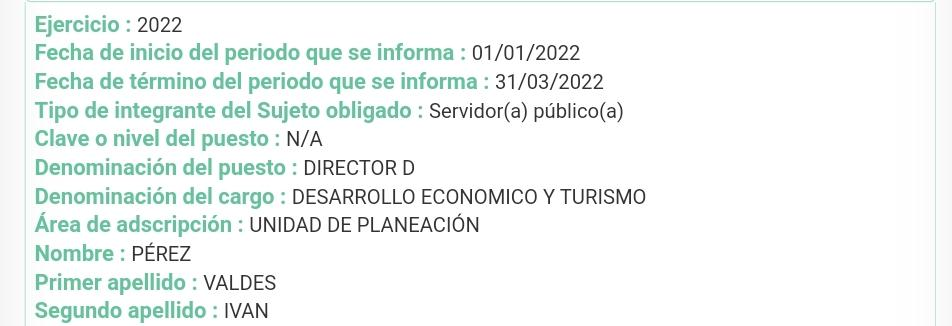 Ejercicio : 2022
Fecha de inicio del periodo que se informa : 01/01/2022
Fecha de término del periodo que se informa : 31/03/2022
Tipo de integrante del Sujeto obligado : Servidor(a) público(a)
Clave o nivel del puesto : N/A
Denominación del puesto : DIRECTOR D
Denominación del cargo : DESARROLLO ECONOMICO Y TURISMO
Área de adscripción : UNIDAD DE PLANEACIÓN
Nombre : PÉREZ
Primer apellido : VALDES
Segundo apellido : IVAN